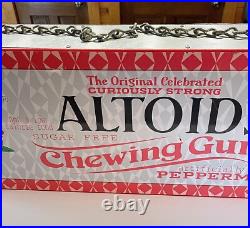 The Original Celebrated
CURIOUSLY STRONG
ALTOID
SUGAR FREE
Chewing Gum
PEPPERM